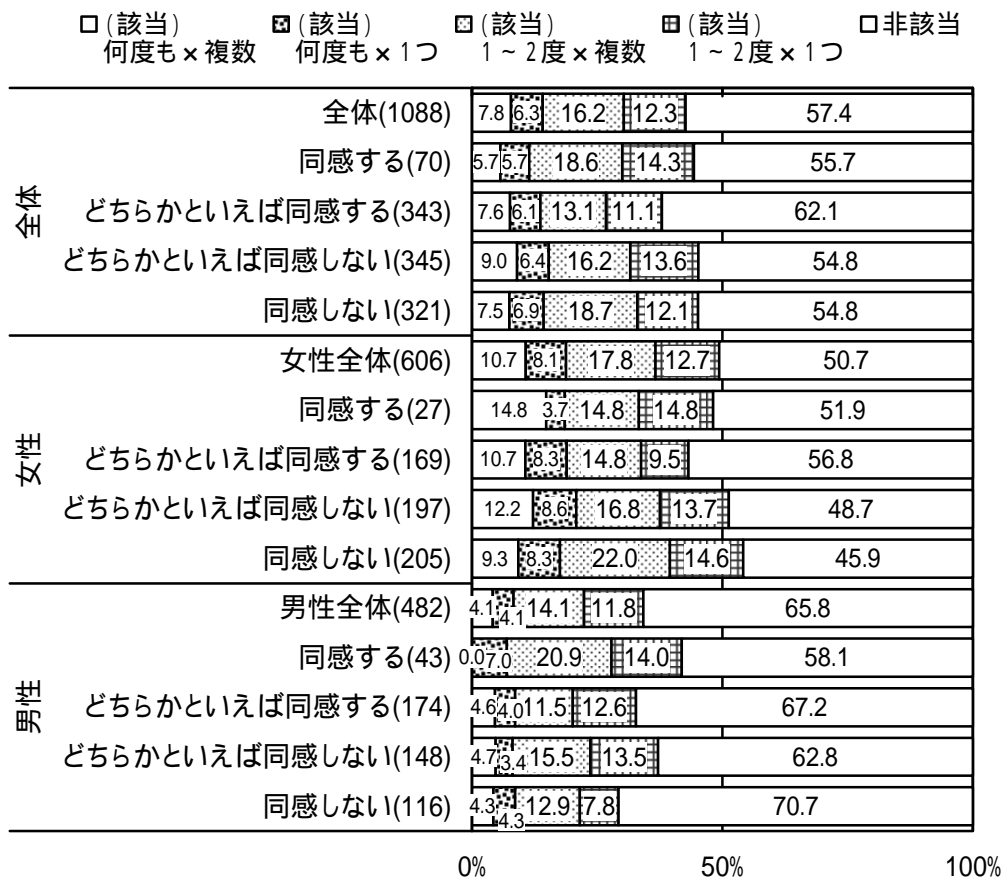 □(該当) ▩(該当) ▒(該当) ▦(該当) □非該当
何度も×複数 何度も×1つ 1~2度×複数 1~2度×1つ
全体
全体(1088) 7.8 6.3 16.2 12.3 57.4
同感する(70) 5.7 5.7 18.6 14.3 55.7
どちらかといえば同感する(343) 7.6 6.1 13.1 11.1 62.1
どちらかといえば同感しない(345) 9.0 6.4 16.2 13.6 54.8
同感しない(321) 7.5 6.9 18.7 12.1 54.8
女性
女性全体(606) 10.7 8.1 17.8 12.7 50.7
同感する(27) 14.8 3.7 14.8 14.8 51.9
どちらかといえば同感する(169) 10.7 8.3 14.8 9.5 56.8
どちらかといえば同感しない(197) 12.2 8.6 16.8 13.7 48.7
同感しない(205) 9.3 8.3 22.0 14.6 45.9
男性
男性全体(482) 4.1 4.1 14.1 11.8 65.8
同感する(43) 0.0 7.0 20.9 14.0 58.1
どちらかといえば同感する(174) 4.6 4.0 11.5 12.6 67.2
どちらかといえば同感しない(148) 4.7 3.4 15.5 13.5 62.8
同感しない(116) 4.3 4.3 12.9 7.8 70.7
0% 50% 100%